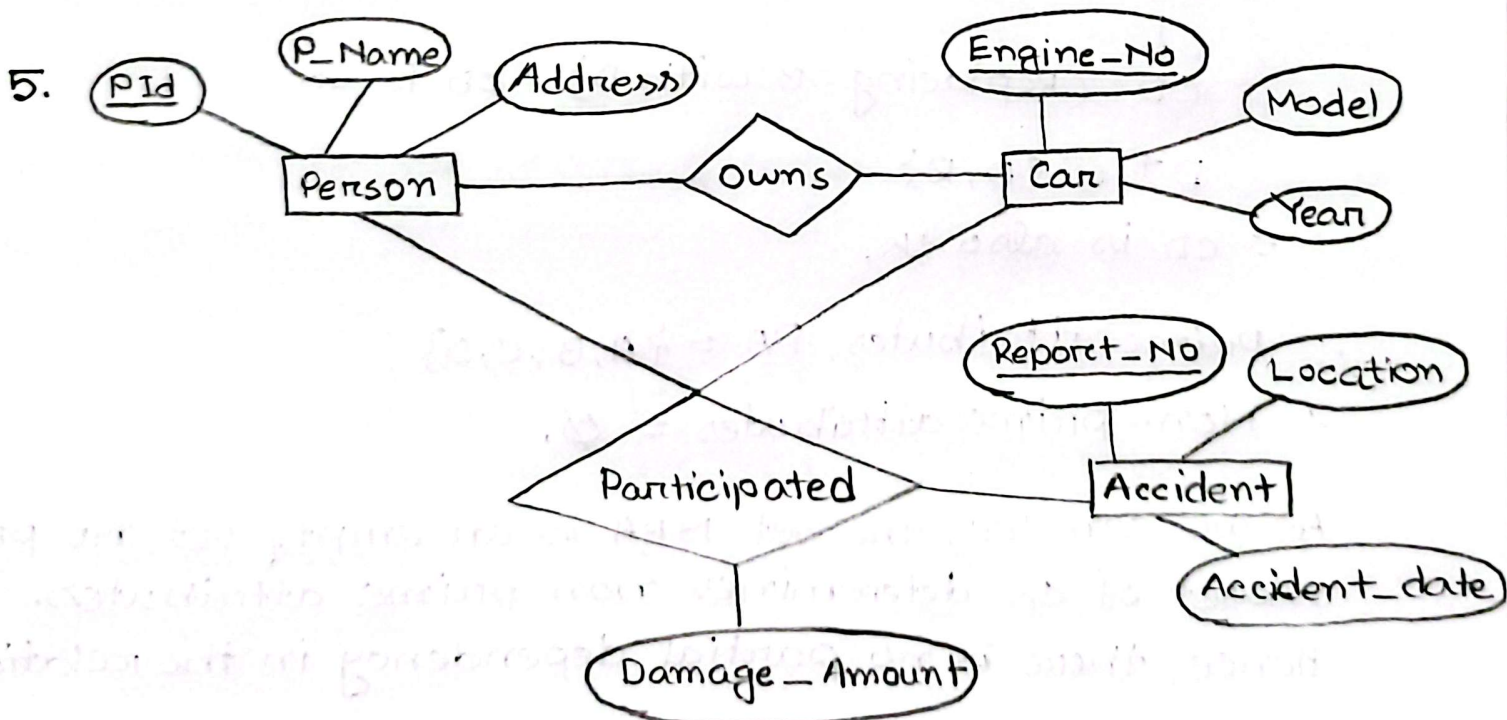 5.
PId
P_Name
Address
Person
Owns
Engine_No
Model
Car
Year
Report_No
Location
Participated
Accident
Accident_date
Damage_Amount